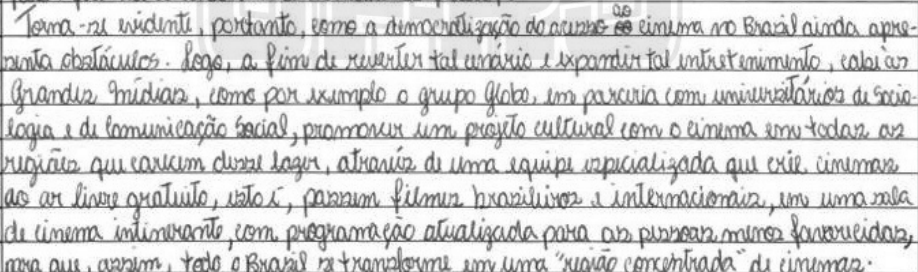 Torna-se evidente, portanto, como a democratização do acesso ao cinema no Brasil ainda apre-
senta obstáculos. Logo, a fim de reverter tal cenário e expandir tal entretenimento, cabe às
grandes mídias, como por exemplo o grupo Globo, em parceria com universitários de Socio-
logia e de Comunicação Social, promover um projeto cultural com o cinema em todas as
regiões que carecem desse lazer, através de uma equipe especializada que crie cinemas
ao ar livre gratuito, isto é, passem filmes brasileiros e internacionais, em uma sala
de cinema intinerante, com programação atualizada para as pessoas menos favorecidas,
para que, assim, todo o Brasil se transforme em uma "região concentrada" de cinemas.